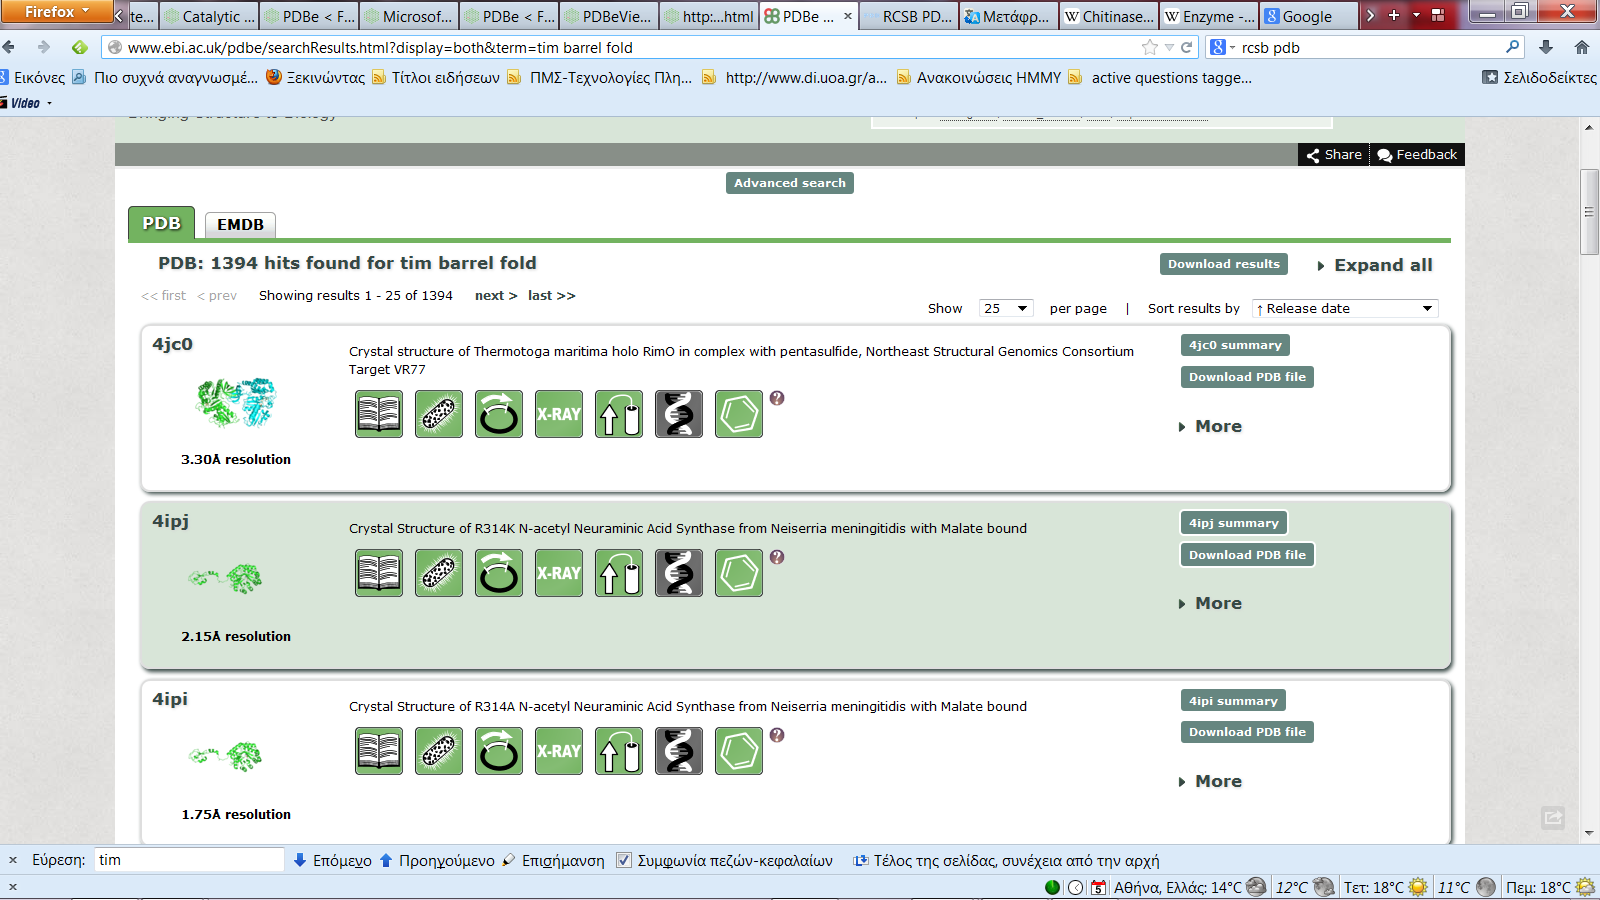 Firefox
te...
Catalytic ...
PDBe < F...
Microsof...
PDBe < F...
PDBeVie...
http:...html
PDBe ...
RCSB PD...
Μετάφρ...
Chitinase...
Enzyme -...
Google
www.ebi.ac.uk/pdbe/searchResults.html?display=both&term=tim barrel fold
rcsb pdb
Εικόνες
Πιο συχνά αναγνωσμέ...
Ξεκινώντας
Τίτλοι ειδήσεων
ΠΜΣ-Τεχνολογίες Πλη...
http://www.di.uoa.gr/a...
Ανακοινώσεις ΗΜΜΥ
active questions tagge...
Σελιδοδείκτες
Video
Bringing Structure to Biology
Share
Feedback
Advanced search
PDB
EMDB
PDB: 1394 hits found for tim barrel fold
Download results
Expand all
<< first < prev Showing results 1 - 25 of 1394 next > last >>
Show 25 per page | Sort results by ↑ Release date
4jc0
Crystal structure of Thermotoga maritima holo RimO in complex with pentasulfide, Northeast Structural Genomics Consortium
Target VR77
X-RAY
3.30Å resolution
4jc0 summary
Download PDB file
More
4ipj
Crystal Structure of R314K N-acetyl Neuraminic Acid Synthase from Neiserria meningitidis with Malate bound
X-RAY
2.15Å resolution
4ipj summary
Download PDB file
More
4ipi
Crystal Structure of R314A N-acetyl Neuraminic Acid Synthase from Neiserria meningitidis with Malate bound
X-RAY
1.75Å resolution
4ipi summary
Download PDB file
More
Εύρεση: tim Επόμενο Προηγούμενο Επισήμανση Συμφωνία πεζών-κεφαλαίων Τέλος της σελίδας, συνέχεια από την αρχή
5 Αθήνα, Ελλάς: 14°C 12°C Τετ: 18°C 11°C Πεμ: 18°C